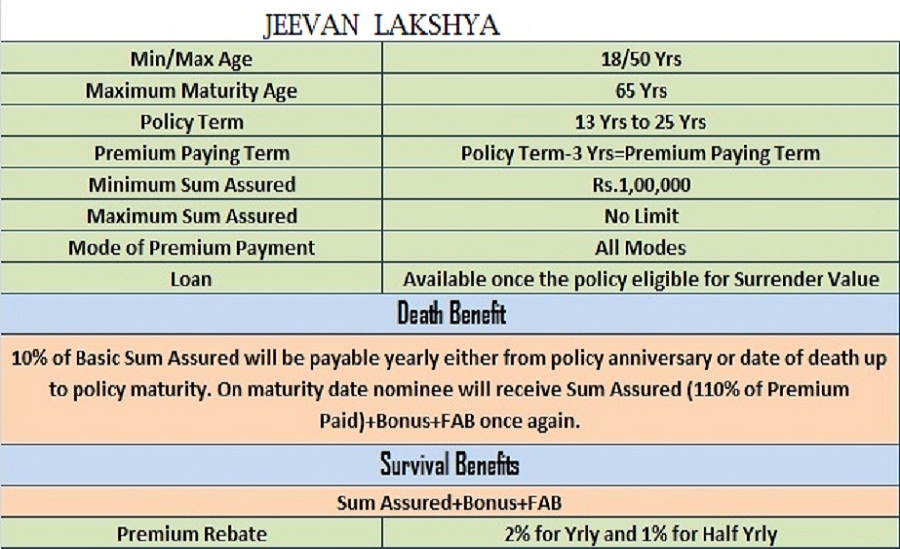 JEEVAN LAKSHYA
Min/Max Age 18/50 Yrs
Maximum Maturity Age 65 Yrs
Policy Term 13 Yrs to 25 Yrs
Premium Paying Term Policy Term-3 Yrs=Premium Paying Term
Minimum Sum Assured Rs.1,00,000
Maximum Sum Assured No Limit
Mode of Premium Payment All Modes
Loan Available once the policy eligible for Surrender Value
Death Benefit
10% of Basic Sum Assured will be payable yearly either from policy anniversary or date of death up
to policy maturity. On maturity date nominee will receive Sum Assured (110% of Premium
Paid)+Bonus+FAB once again.
Survival Benefits
Sum Assured+Bonus+FAB
Premium Rebate 2% for Yrly and 1% for Half Yrly